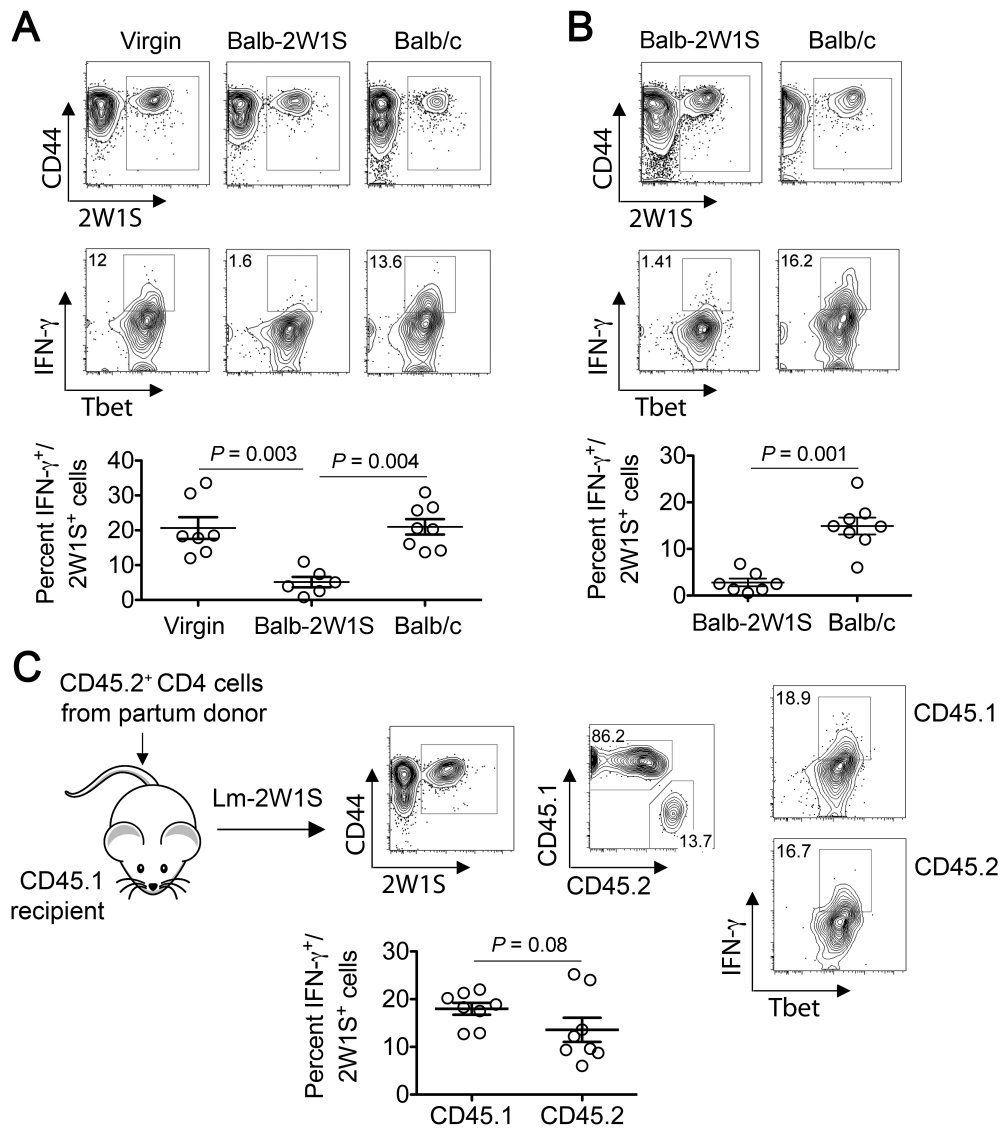 A
Virgin
Balb-2W1S
Balb/c
CD44
2W1S
12
1.6
13.6
IFN-γ
Tbet
Percent IFN-γ⁺/
2W1S⁺ cells
40
30
20
10
0
P = 0.003
P = 0.004
Virgin
Balb-2W1S
Balb/c
B
Balb-2W1S
Balb/c
CD44
2W1S
1.41
16.2
IFN-γ
Tbet
Percent IFN-γ⁺/
2W1S⁺ cells
30
20
10
0
P = 0.001
Balb-2W1S
Balb/c
C
CD45.2⁺ CD4 cells
from partum donor
CD45.1
recipient
Lm-2W1S
CD44
2W1S
86.2
13.7
CD45.1
CD45.2
18.9
CD45.1
16.7
CD45.2
IFN-γ
Tbet
Percent IFN-γ⁺/
2W1S⁺ cells
30
20
10
0
P = 0.08
CD45.1
CD45.2